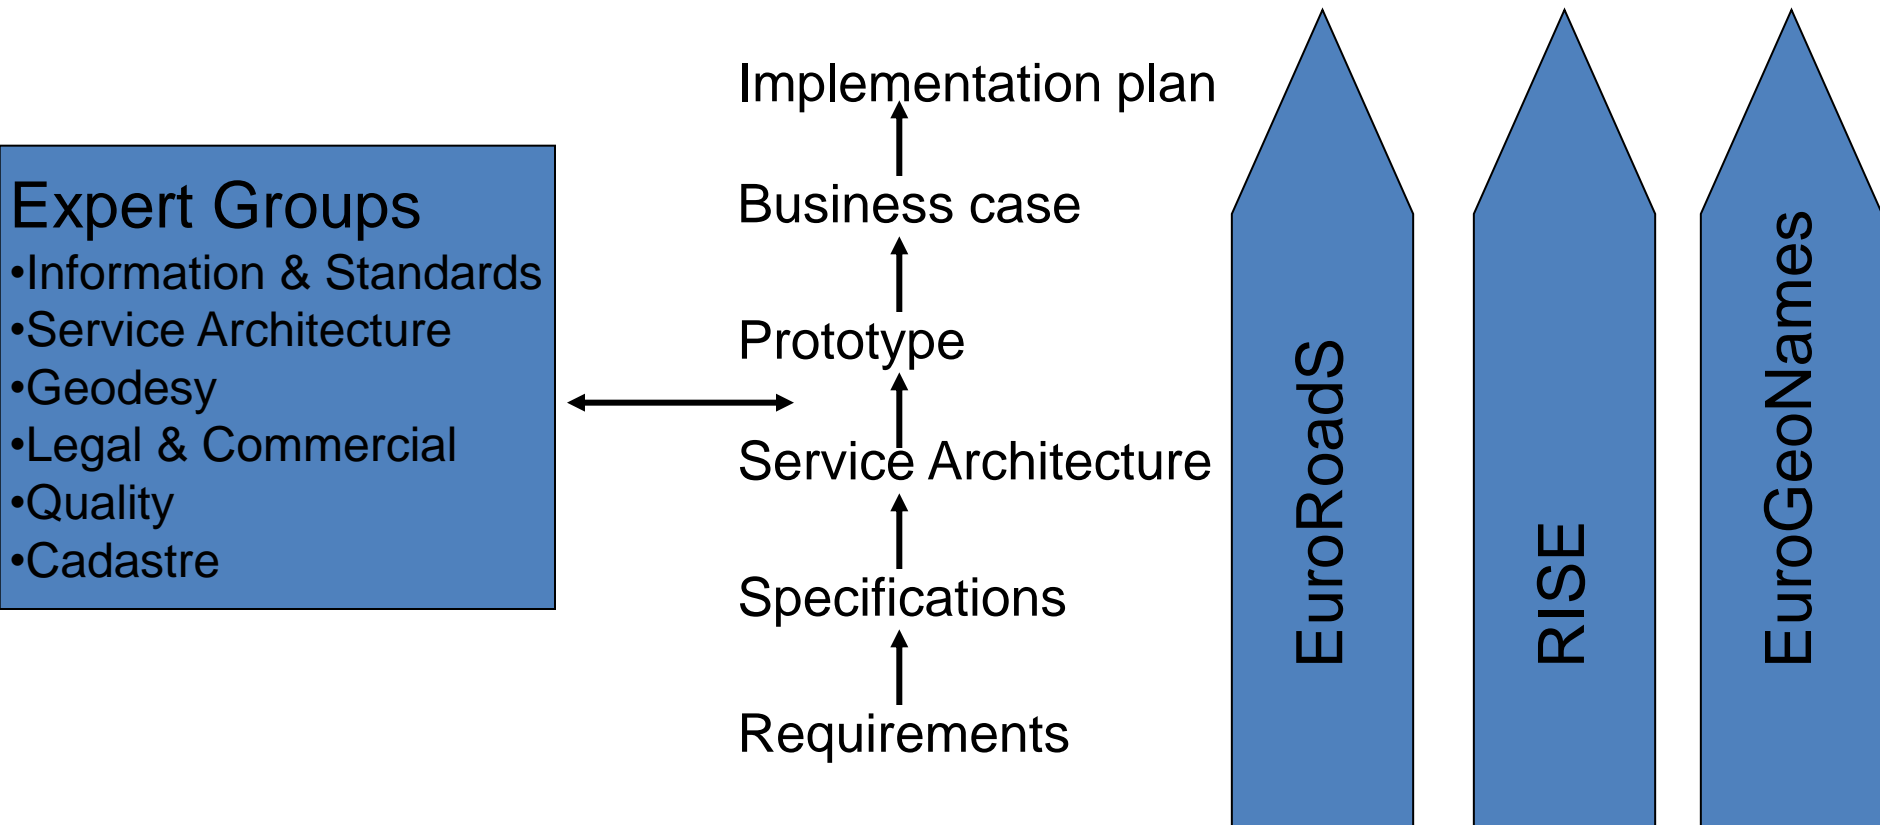 Expert Groups
•Information & Standards
•Service Architecture
•Geodesy
•Legal & Commercial
•Quality
•Cadastre
Implementation plan
Business case
Prototype
Service Architecture
Specifications
Requirements
EuroRoadS
RISE
EuroGeoNames